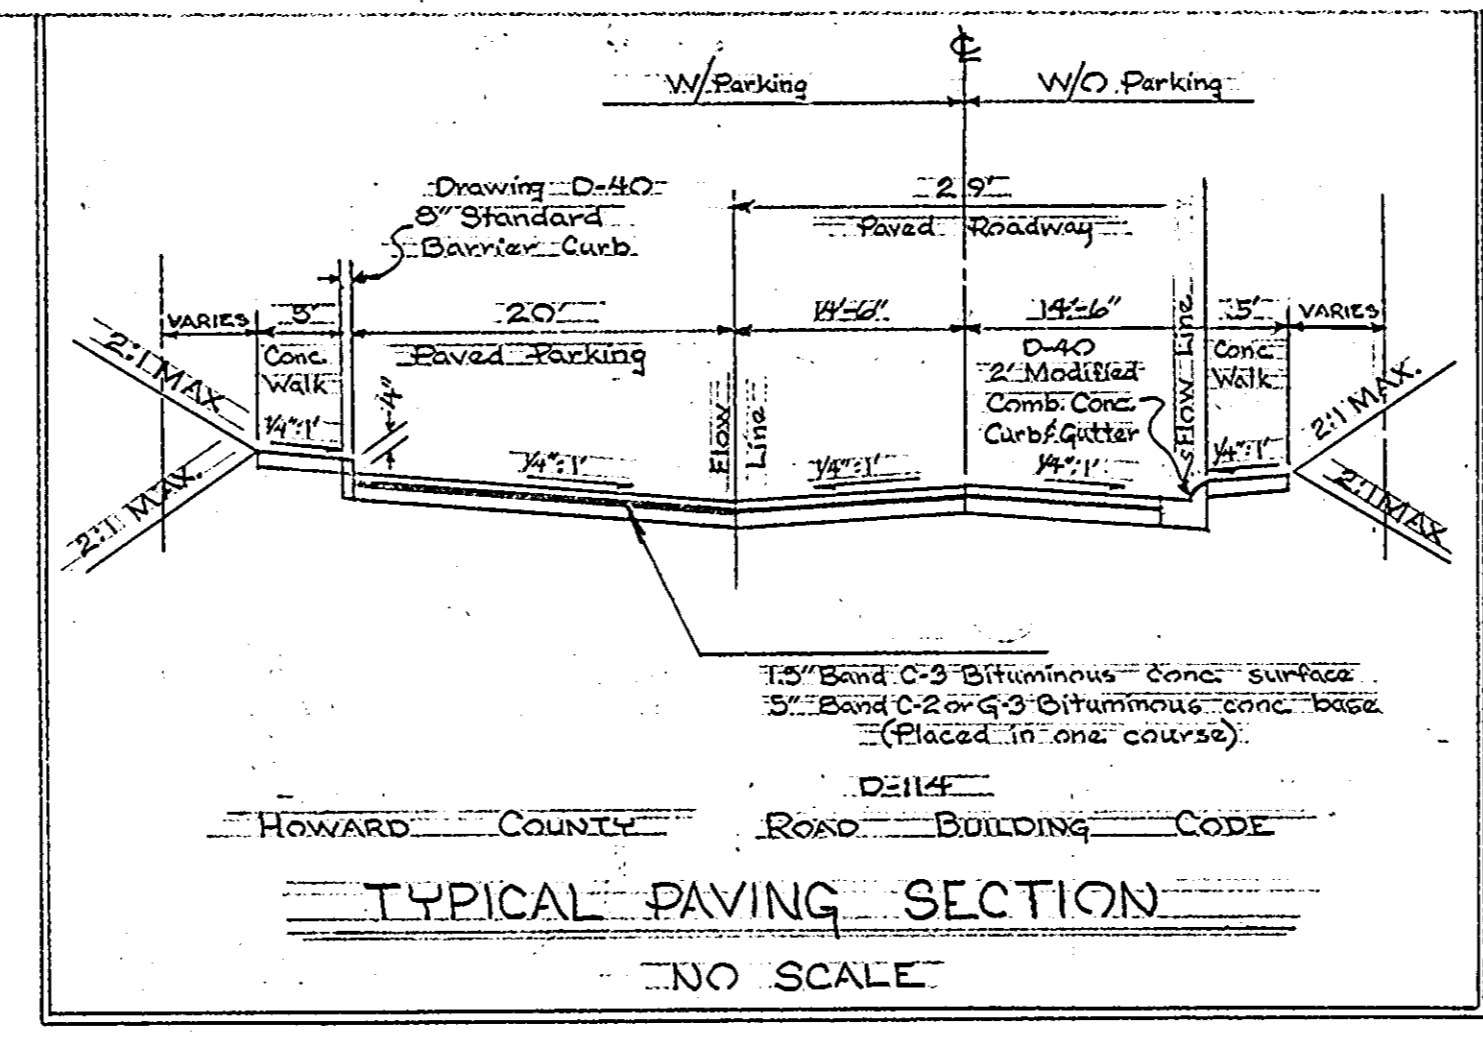 ℄
W/ Parking
W/O Parking
Drawing D-40
8" Standard
Barrier Curb
29'
Paved Roadway
VARIES
5'
20'
14'-6"
14'-6"
5'
VARIES
Conc.
Walk
Paved Parking
D-40
2' Modified
Comb. Conc.
Curb & Gutter
Flow Line
Conc.
Walk
Flow Line
2:1 MAX
2:1 MAX.
1/4":1'
4"
1/4":1'
1/4":1'
1/4":1'
1/4":1'
2:1 MAX.
2:1 MAX
1.5" Band C-3 Bituminous conc. surface
5" Band C-2 or G-3 Bituminous conc. base
(Placed in one course).
D-114
HOWARD COUNTY ROAD BUILDING CODE
TYPICAL PAVING SECTION
NO SCALE